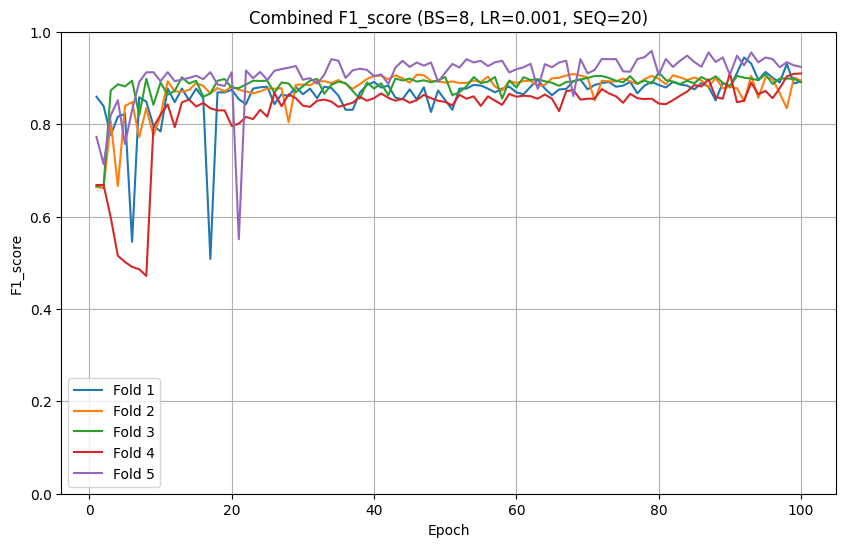 Combined F1_score (BS=8, LR=0.001, SEQ=20)
1.0
0.8
0.6
0.4
0.2
0.0
F1_score
Fold 1
Fold 2
Fold 3
Fold 4
Fold 5
0 20 40 60 80 100
Epoch